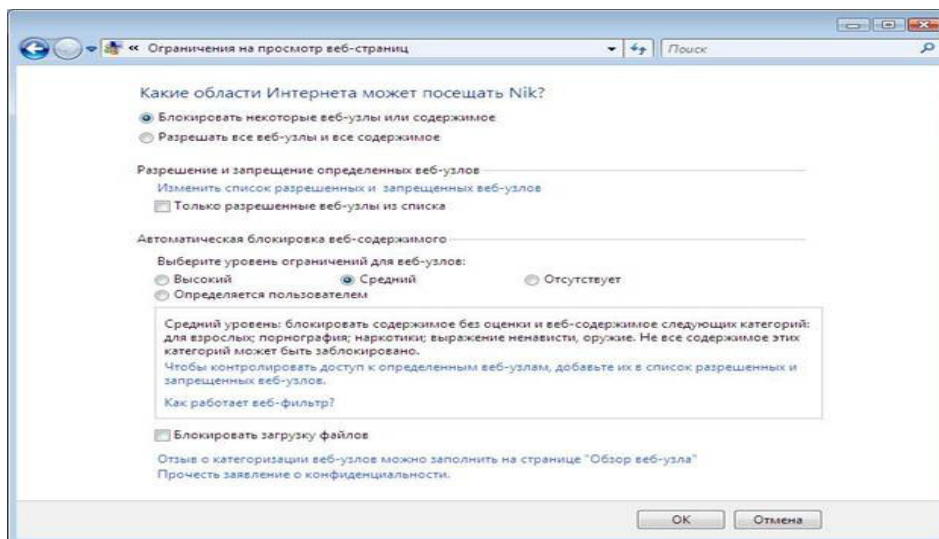 « Ограничения на просмотр веб-страниц
Поиск
Какие области Интернета может посещать Nik?
Блокировать некоторые веб-узлы или содержимое
Разрешать все веб-узлы и все содержимое
Разрешение и запрещение определенных веб-узлов
Изменить список разрешенных и запрещенных веб-узлов
Только разрешенные веб-узлы из списка
Автоматическая блокировка веб-содержимого
Выберите уровень ограничений для веб-узлов:
Высокий Средний Отсутствует
Определяется пользователем
Средний уровень: блокировать содержимое без оценки и веб-содержимое следующих категорий:
для взрослых; порнография; наркотики; выражение ненависти, оружие. Не все содержимое этих
категорий может быть заблокировано.
Чтобы контролировать доступ к определенным веб-узлам, добавьте их в список разрешенных и
запрещенных веб-узлов.
Как работает веб-фильтр?
Блокировать загрузку файлов
Отзыв о категоризации веб-узлов можно заполнить на странице "Обзор веб-узла"
Прочесть заявление о конфиденциальности.
OK Отмена